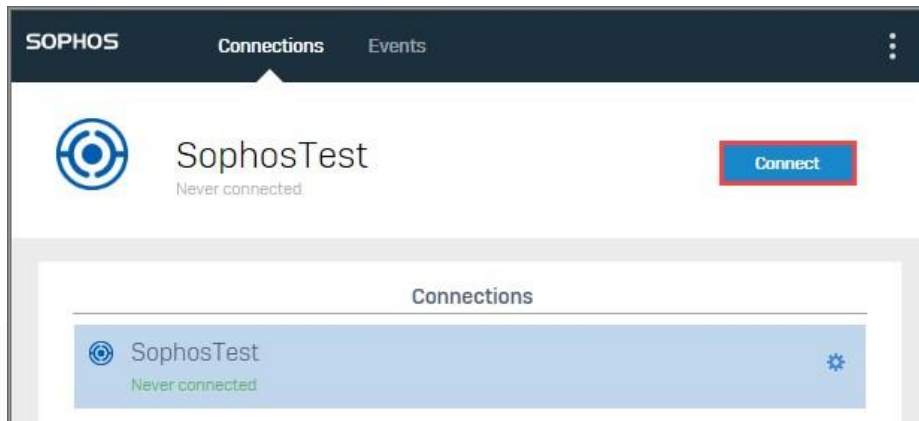 SOPHOS Connections Events
SophosTest
Never connected
Connect
Connections
SophosTest
Never connected